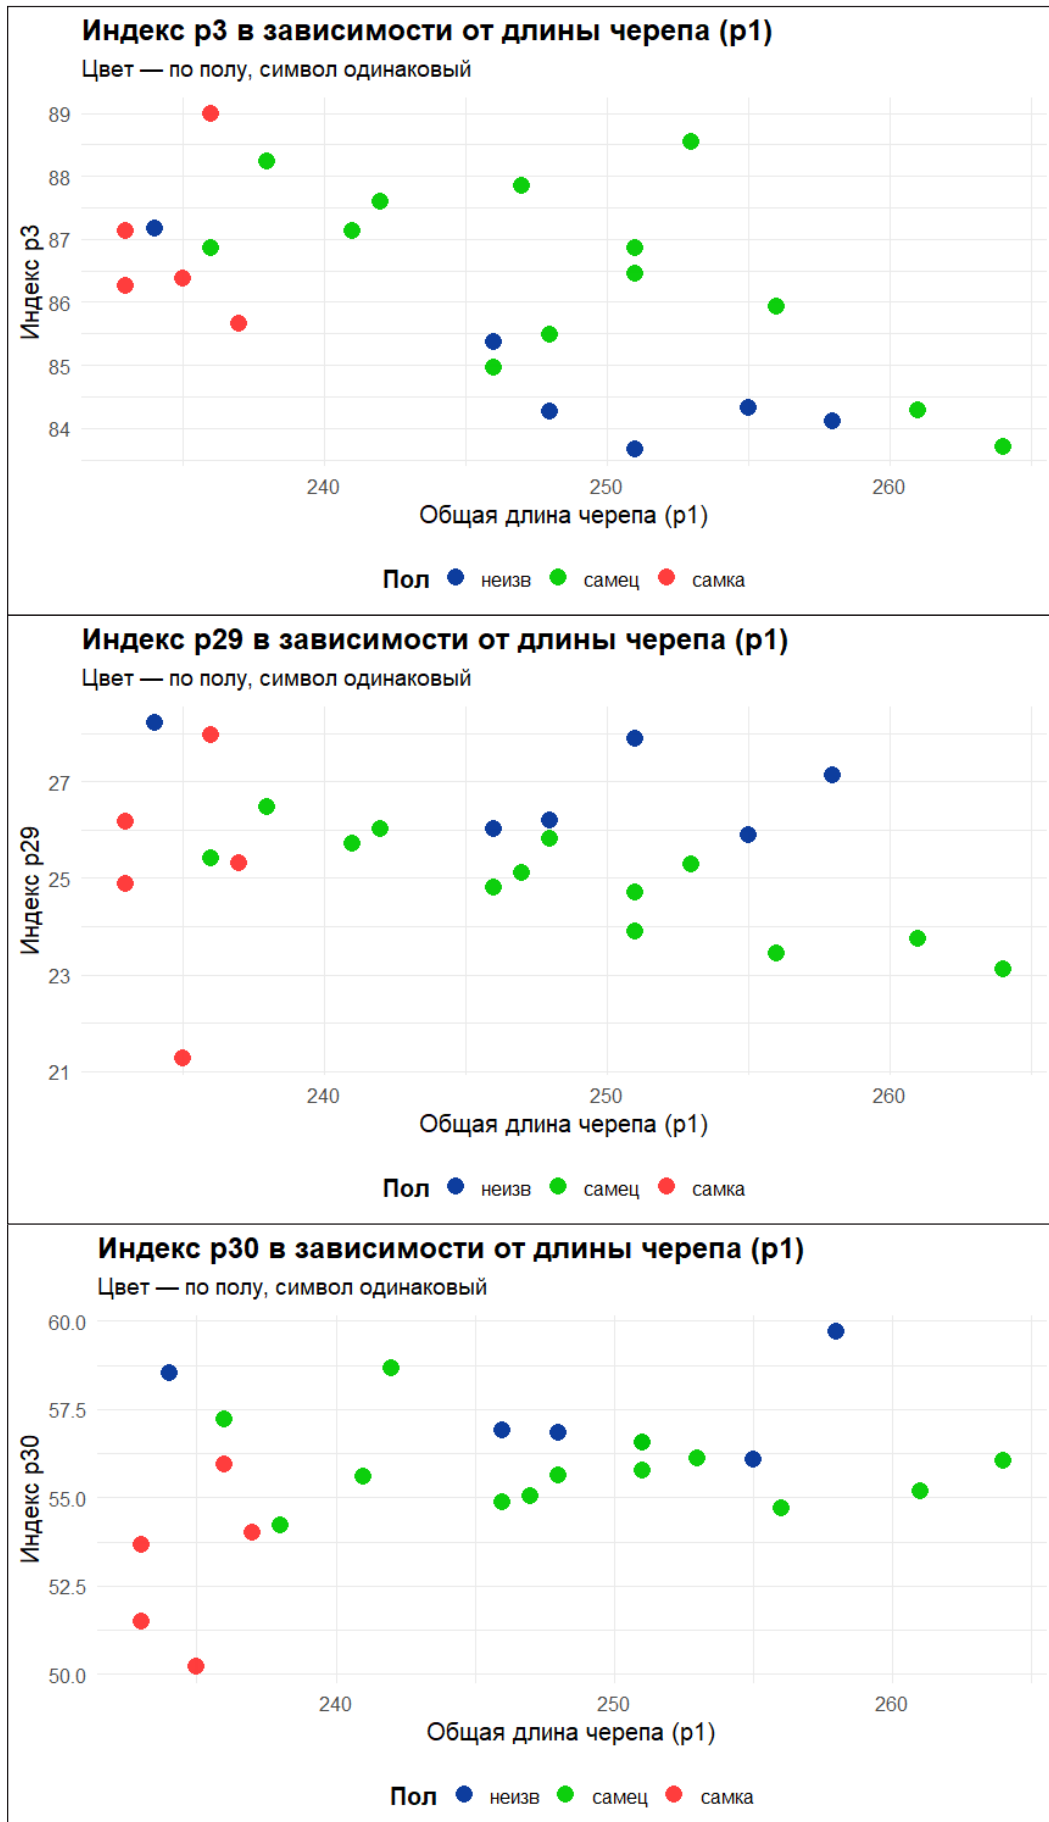 Индекс p3 в зависимости от длины черепа (p1)
Цвет — по полу, символ одинаковый
89
88
87
86
85
84
Индекс p3
240 250 260
Общая длина черепа (p1)
Пол неизв самец самка
Индекс p29 в зависимости от длины черепа (p1)
Цвет — по полу, символ одинаковый
27
25
23
21
Индекс p29
240 250 260
Общая длина черепа (p1)
Пол неизв самец самка
Индекс p30 в зависимости от длины черепа (p1)
Цвет — по полу, символ одинаковый
60.0
57.5
55.0
52.5
50.0
Индекс p30
240 250 260
Общая длина черепа (p1)
Пол неизв самец самка